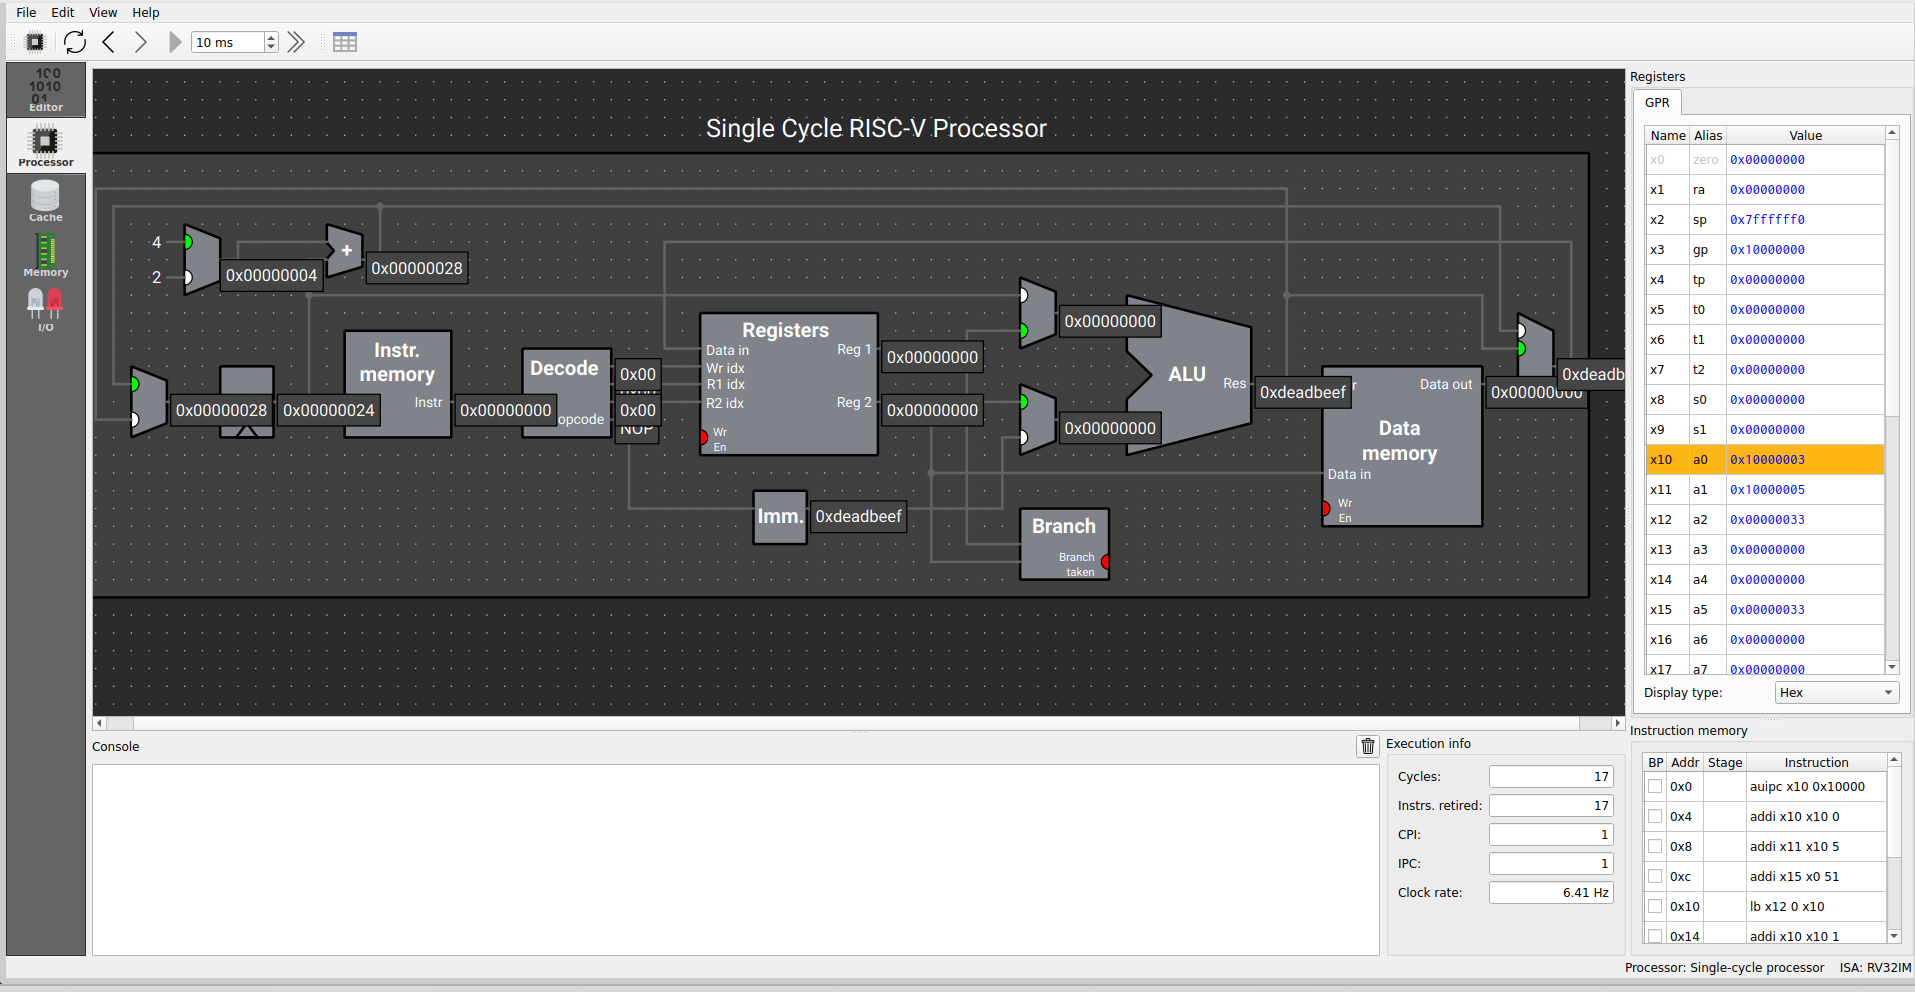 File Edit View Help
10 ms
Editor
Processor
Cache
Memory
I/O
Single Cycle RISC-V Processor
4
2
0x00000004
+
0x00000028
0x00000028
0x00000024
Instr.
memory
Instr
0x00000000
Decode
opcode
0x00
0x00
NOP
Registers
Data in
Wr idx
R1 idx
R2 idx
Wr
En
Reg 1
Reg 2
0x00000000
0x00000000
Imm.
0xdeadbeef
0x00000000
0x00000000
ALU
Res
0xdeadbeef
Branch
Branch
taken
Data
memory
Data out
Data in
Wr
En
0x00000000
0xdeadb
Console
Execution info
Cycles: 17
Instrs. retired: 17
CPI: 1
IPC: 1
Clock rate: 6.41 Hz
Registers
GPR
Name Alias Value
x0 zero 0x00000000
x1 ra 0x00000000
x2 sp 0x7ffffff0
x3 gp 0x10000000
x4 tp 0x00000000
x5 t0 0x00000000
x6 t1 0x00000000
x7 t2 0x00000000
x8 s0 0x00000000
x9 s1 0x00000000
x10 a0 0x10000003
x11 a1 0x10000005
x12 a2 0x00000033
x13 a3 0x00000000
x14 a4 0x00000000
x15 a5 0x00000033
x16 a6 0x00000000
x17 a7 0x00000000
Display type: Hex
Instruction memory
BP Addr Stage Instruction
0x0 auipc x10 0x10000
0x4 addi x10 x10 0
0x8 addi x11 x10 5
0xc addi x15 x0 51
0x10 lb x12 0 x10
0x14 addi x10 x10 1
Processor: Single-cycle processor ISA: RV32IM